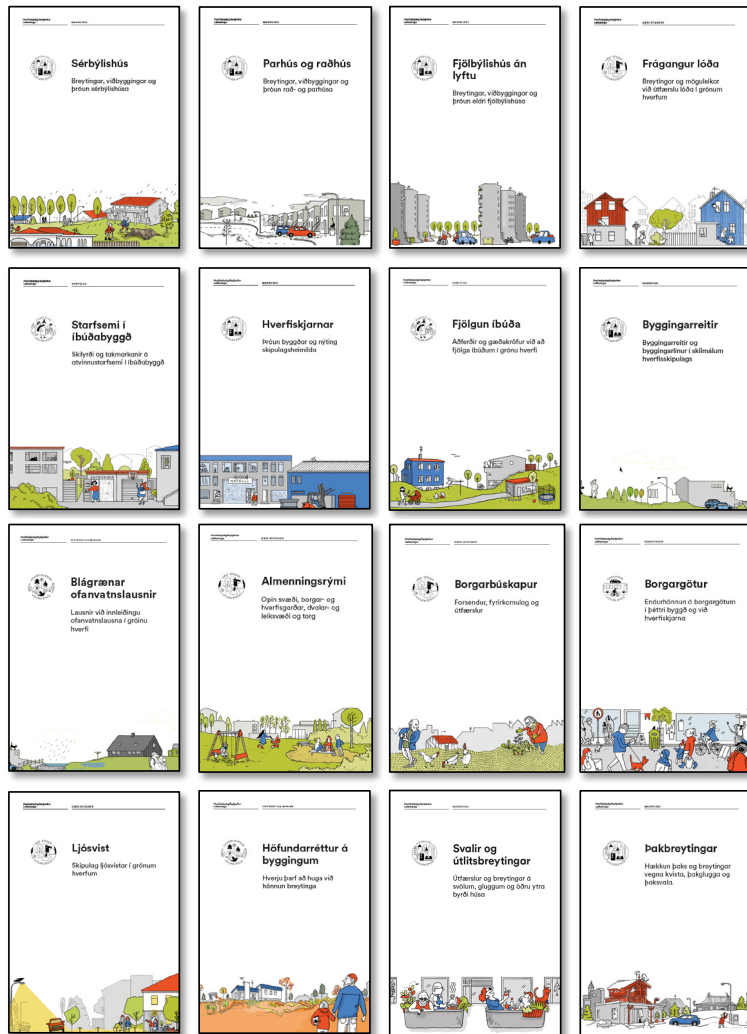 Sérbýlishús
Breytingar, viðbyggingar og
þróun sérbýlishúsa
Parhús og raðhús
Breytingar, viðbyggingar og
þróun rað- og parhúsa
Fjölbýlishús án
lyftu
Breytingar, viðbyggingar og
þróun eldri fjölbýlishúsa
Frágangur lóða
Breytingar og möguleikar
við útfærslu lóða í grónum
hverfum
Starfsemi í
íbúðabyggð
Skilyrði og takmarkanir á
atvinnustarfsemi í íbúðabyggð
Hverfiskjarnar
Þróun byggðar og nýting
skipulagsheimilda
Fjölgun íbúða
Aðferðir og gæðakröfur við að
fjölga íbúðum í grónu hverfi
Byggingarreitir
Byggingarreitir og
byggingarlínur í skilmálum
hverfisskipulags
Blágrænar
ofanvatnslausnir
Lausnir við innleiðingu
ofanvatnslausna í gróinu
hverfi
Almenningsrými
Opin svæði, borgar- og
hverfisgarðar, dvalar- og
leiksvæði og torg
Borgarbúskapur
Forsendur, fyrirkomulag og
útfærslur
Borgargötur
Endurhönnun á borgargötum
í þéttri byggð og við
hverfiskjarna
Ljósvist
Skipulag ljósvistar í grónum
hverfum
Höfundarréttur á
byggingum
Hverju þarf að huga við
hönnun breytinga
Svalir og
útlitsbreytingar
Útfærslur og breytingar á
svölum, gluggum og öðru ytra
byrði húsa
Þakbreytingar
Hækkun þaks og breytingar
vegna kvista, þakglugga og
þaksvala.